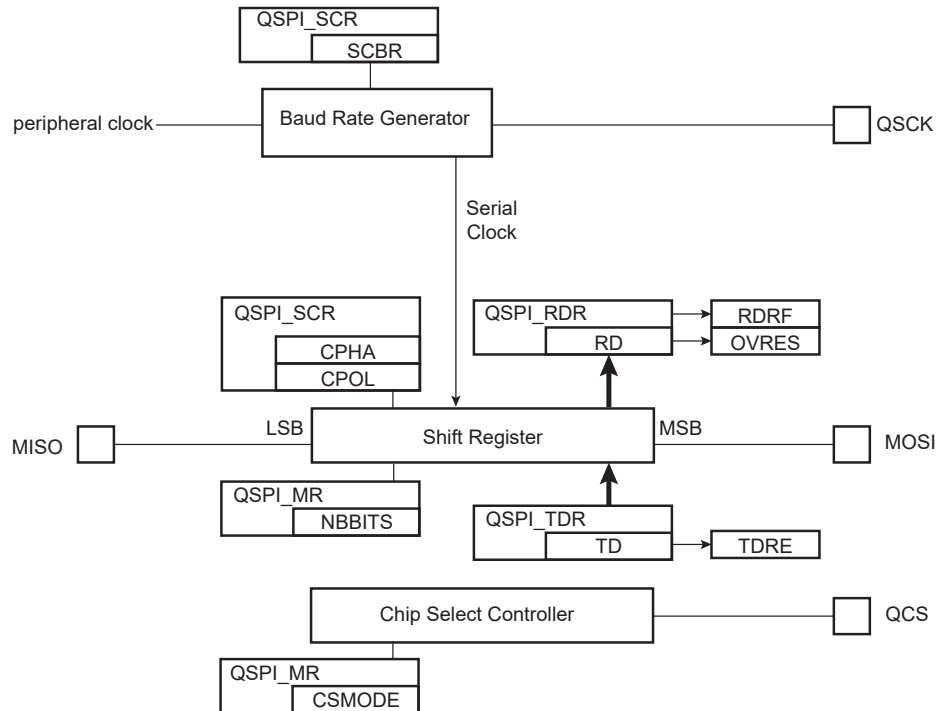 QSPI_SCR
SCBR
peripheral clock
Baud Rate Generator
QSCK
Serial
Clock
QSPI_SCR
CPHA
CPOL
QSPI_RDR
RD
RDRF
OVRES
MISO
LSB
Shift Register
MSB
MOSI
QSPI_MR
NBBITS
QSPI_TDR
TD
TDRE
Chip Select Controller
QCS
QSPI_MR
CSMODE